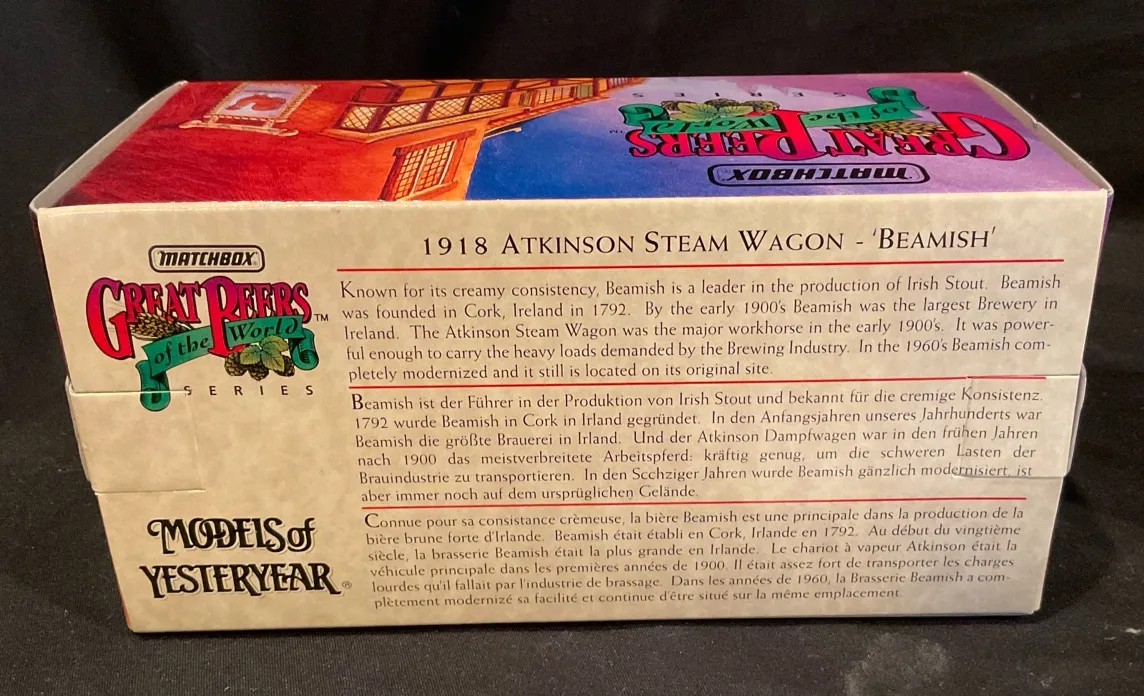 SERIES
GREAT BEERS
of the World
™
MATCHBOX
MATCHBOX
GREAT BEERS
of the World ™
SERIES
MODELS of
YESTERYEAR ®
1918 ATKINSON STEAM WAGON - 'BEAMISH'
Known for its creamy consistency, Beamish is a leader in the production of Irish Stout. Beamish
was founded in Cork, Ireland in 1792. By the early 1900's Beamish was the largest Brewery in
Ireland. The Atkinson Steam Wagon was the major workhorse in the early 1900's. It was power-
ful enough to carry the heavy loads demanded by the Brewing Industry. In the 1960's Beamish com-
pletely modernized and it still is located on its original site.
Beamish ist der Führer in der Produktion von Irish Stout und bekannt für die cremige Konsistenz.
1792 wurde Beamish in Cork in Irland gegründet. In den Anfangsjahren unseres Jahrhunderts war
Beamish die größte Brauerei in Irland. Und der Atkinson Dampfwagen war in den frühen Jahren
nach 1900 das meistverbreitete Arbeitspferd: kräftig genug, um die schweren Lasten der
Brauindustrie zu transportieren. In den Scchziger Jahren wurde Beamish gänzlich modernisiert, ist
aber immer noch auf dem ursprüglichen Gelände.
Connue pour sa consistance crèmeuse, la bière Beamish est une principale dans la production de la
bière brune forte d'Irlande. Beamish était établi en Cork, Irlande en 1792. Au début du vingtième
siècle, la brasserie Beamish était la plus grande en Irlande. Le chariot à vapeur Atkinson était la
véhicule principale dans les premières années de 1900. Il était assez fort de transporter les charges
lourdes qu'il fallait par l'industrie de brassage. Dans les années de 1960, la Brasserie Beamish a com-
plètement modernizé sa facilité et continue d'être situé sur la même emplacement.